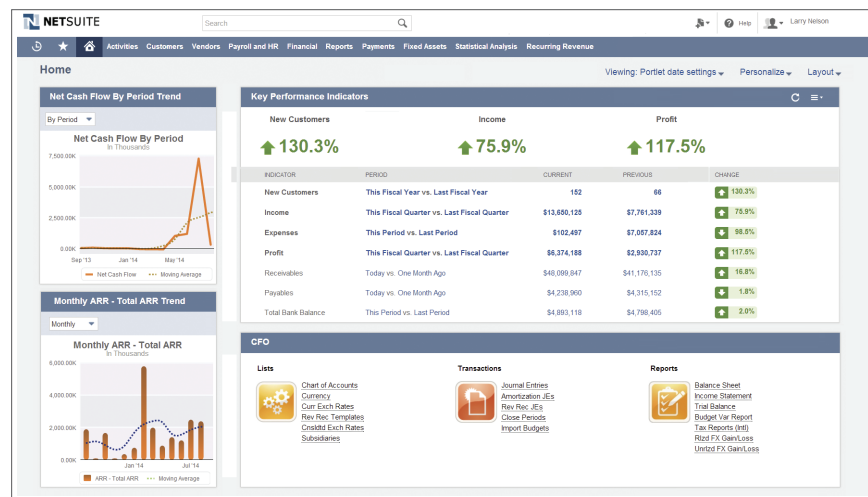 NETSUITE
Search
Help
Larry Nelson
Activities Customers Vendors Payroll and HR Financial Reports Payments Fixed Assets Statistical Analysis Recurring Revenue
Home
Viewing: Portlet date settings Personalize Layout
Net Cash Flow By Period Trend
By Period
Net Cash Flow By Period
In Thousands
7,500.00K
5,000.00K
2,500.00K
0.00K
Sep '13 Jan '14 May '14
Net Cash Flow Moving Average
Monthly ARR - Total ARR Trend
Monthly
Monthly ARR - Total ARR
In Thousands
6,000.00K
4,000.00K
2,000.00K
0.00K
Jan '14 Jul '14
ARR - Total ARR Moving Average
Key Performance Indicators
New Customers Income Profit
130.3% 75.9% 117.5%
INDICATOR PERIOD CURRENT PREVIOUS CHANGE
New Customers This Fiscal Year vs. Last Fiscal Year 152 66 130.3%
Income This Fiscal Quarter vs. Last Fiscal Quarter $13,650,125 $7,761,339 75.9%
Expenses This Period vs. Last Period $102,497 $7,057,824 98.5%
Profit This Fiscal Quarter vs. Last Fiscal Quarter $6,374,188 $2,930,737 117.5%
Receivables Today vs. One Month Ago $48,099,847 $41,176,135 16.8%
Payables Today vs. One Month Ago $4,238,960 $4,315,152 1.8%
Total Bank Balance This Period vs. Last Period $4,893,118 $4,798,405 2.0%
CFO
Lists
Chart of Accounts
Currency
Curr Exch Rates
Rev Rec Templates
Cnsldtd Exch Rates
Subsidiaries
Transactions
Journal Entries
Amortization JEs
Rev Rec JEs
Close Periods
Import Budgets
Reports
Balance Sheet
Income Statement
Trial Balance
Budget Var Report
Tax Reports (Intl)
Rlzd FX Gain/Loss
Unrlzd FX Gain/Loss